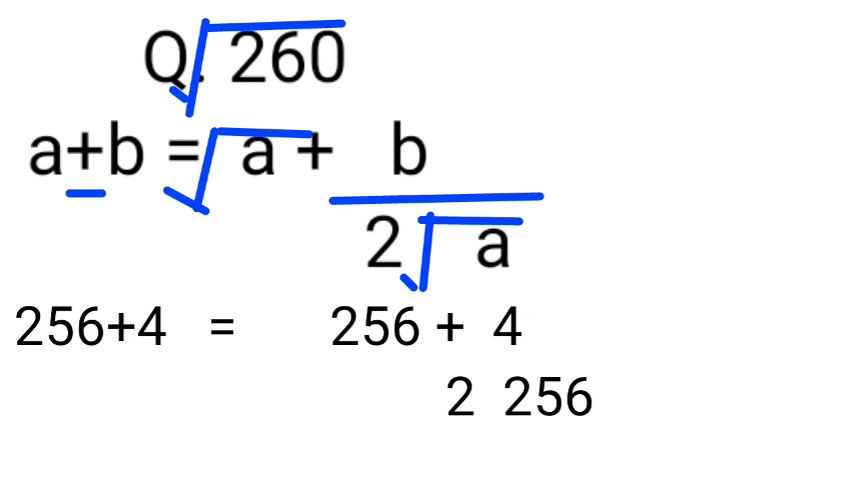 Q. √260
a+b = √a + b
2√a
256+4 = 256 + 4
2 256